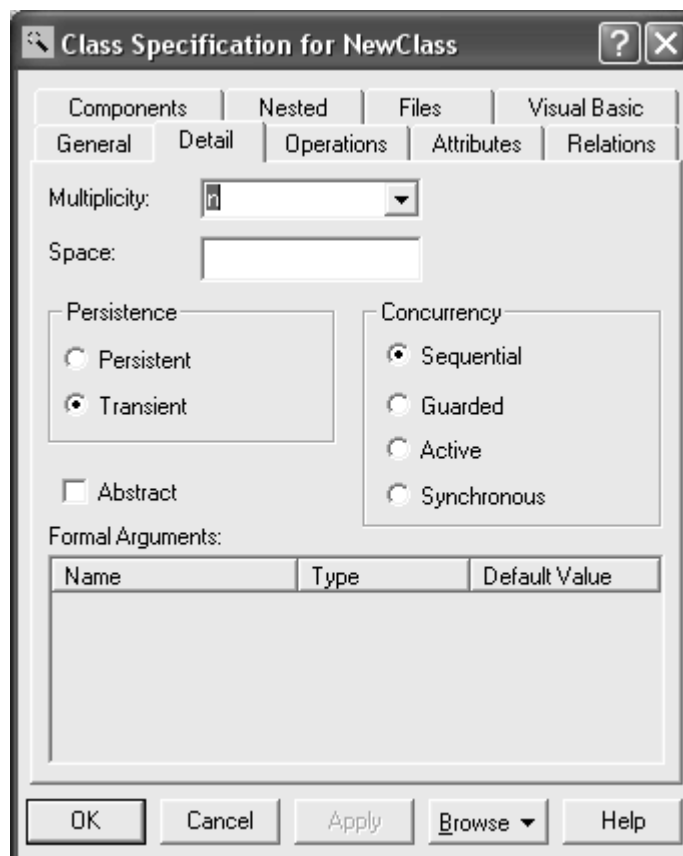 Class Specification for NewClass
Components Nested Files Visual Basic
General Detail Operations Attributes Relations
Multiplicity: n
Space:
Persistence Concurrency
Persistent Sequential
Transient Guarded
Active
Abstract Synchronous
Formal Arguments:
Name Type Default Value
OK Cancel Apply Browse Help